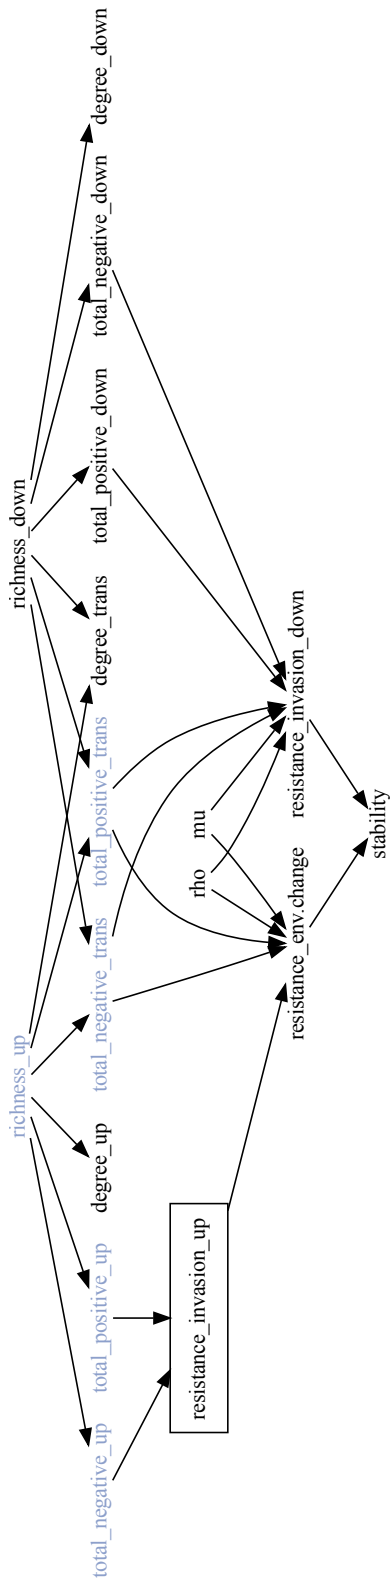 richness_up
richness_down
total_negative_up
total_positive_up
degree_up
total_negative_trans
total_positive_trans
degree_trans
total_positive_down
total_negative_down
degree_down
resistance_invasion_up
rho
mu
resistance_env.change
resistance_invasion_down
stability